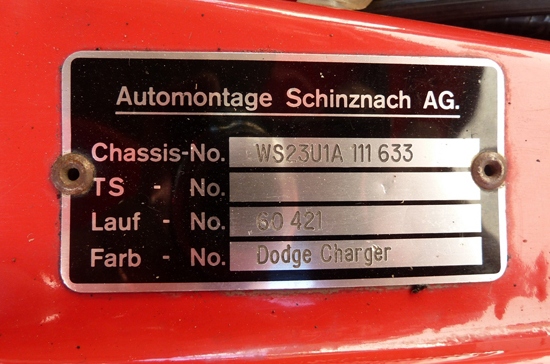 Automontage Schinznach AG.
Chassis-No. WS23U1A 111 633
TS - No.
Lauf - No. 60 421
Farb - No. Dodge Charger